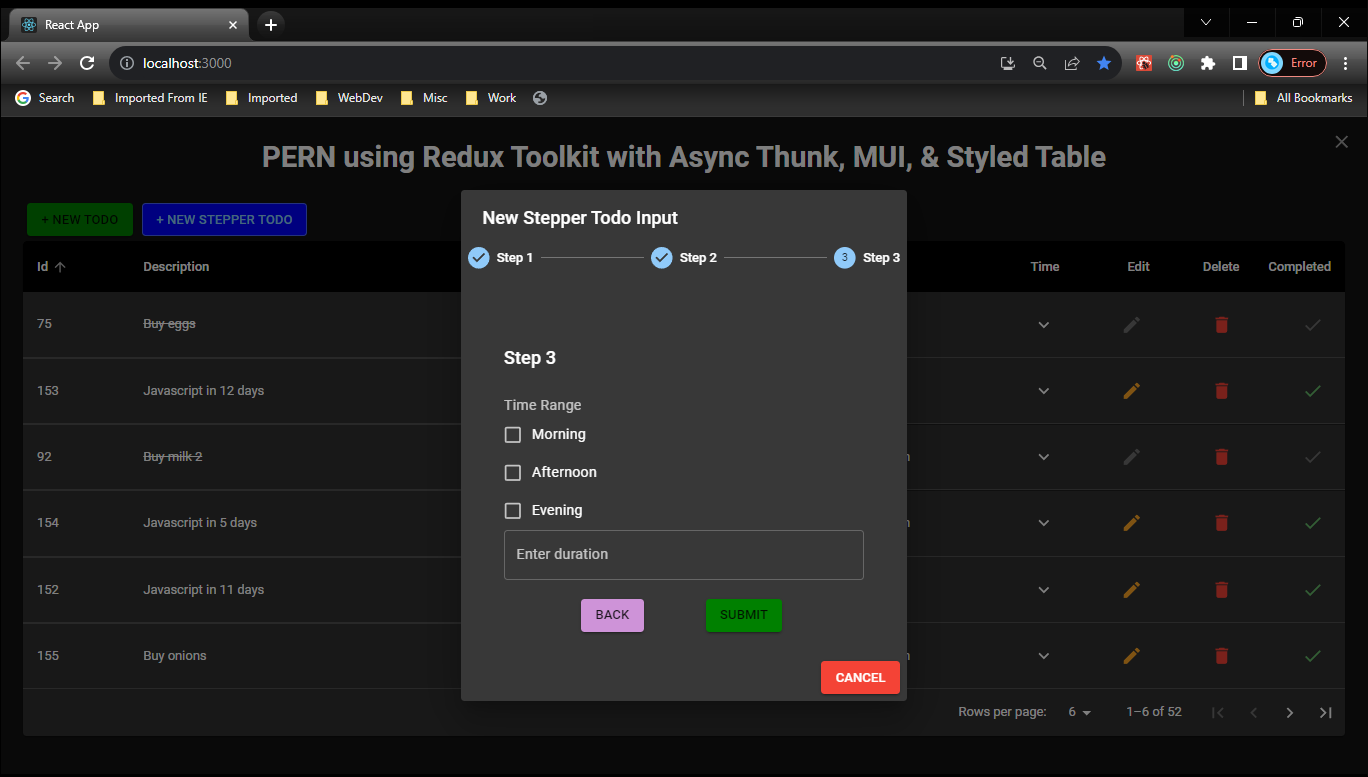 React App
localhost:3000
Error
Search Imported From IE Imported WebDev Misc Work All Bookmarks
PERN using Redux Toolkit with Async Thunk, MUI, & Styled Table
+ NEW TODO + NEW STEPPER TODO
New Stepper Todo Input
Step 1 Step 2 3 Step 3
Id Description Time Edit Delete Completed
75 Buy eggs
153 Javascript in 12 days
92 Buy milk 2
154 Javascript in 5 days
152 Javascript in 11 days
155 Buy onions
Step 3
Time Range
Morning
Afternoon
Evening
Enter duration
BACK SUBMIT
CANCEL
Rows per page: 6 1–6 of 52